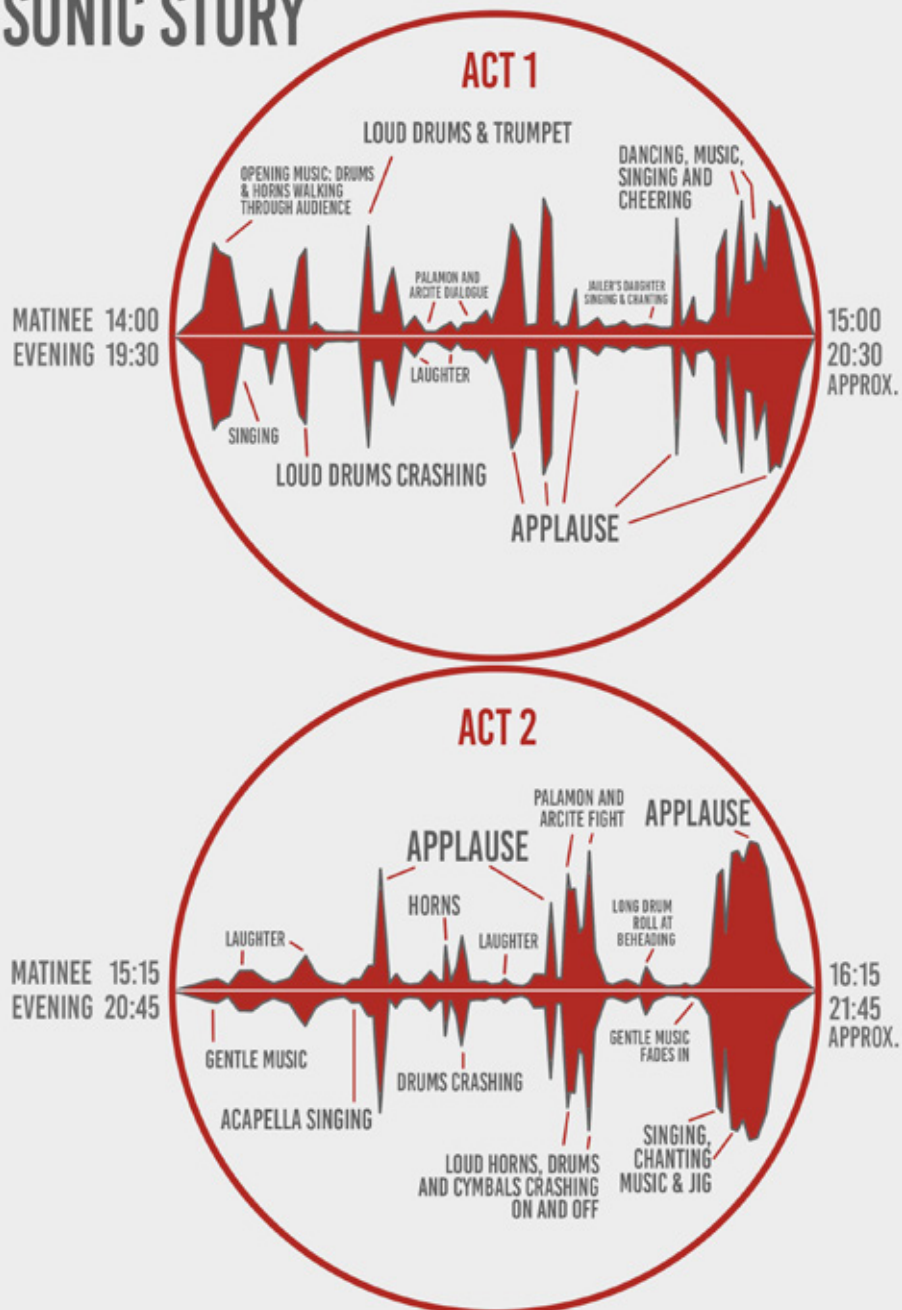 SONIC STORY
ACT 1
LOUD DRUMS & TRUMPET
OPENING MUSIC: DRUMS
& HORNS WALKING
THROUGH AUDIENCE
DANCING, MUSIC,
SINGING AND
CHEERING
PALAMON AND
ARCITE DIALOGUE
JAILER'S DAUGHTER
SINGING & CHANTING
MATINEE 14:00
EVENING 19:30
15:00
20:30
APPROX.
LAUGHTER
SINGING
LOUD DRUMS CRASHING
APPLAUSE
ACT 2
PALAMON AND
ARCITE FIGHT
APPLAUSE
APPLAUSE
HORNS
LAUGHTER
LAUGHTER
LONG DRUM
ROLL AT
BEHEADING
MATINEE 15:15
EVENING 20:45
16:15
21:45
APPROX.
GENTLE MUSIC
GENTLE MUSIC
FADES IN
DRUMS CRASHING
ACAPELLA SINGING
LOUD HORNS, DRUMS
AND CYMBALS CRASHING
ON AND OFF
SINGING,
CHANTING
MUSIC & JIG